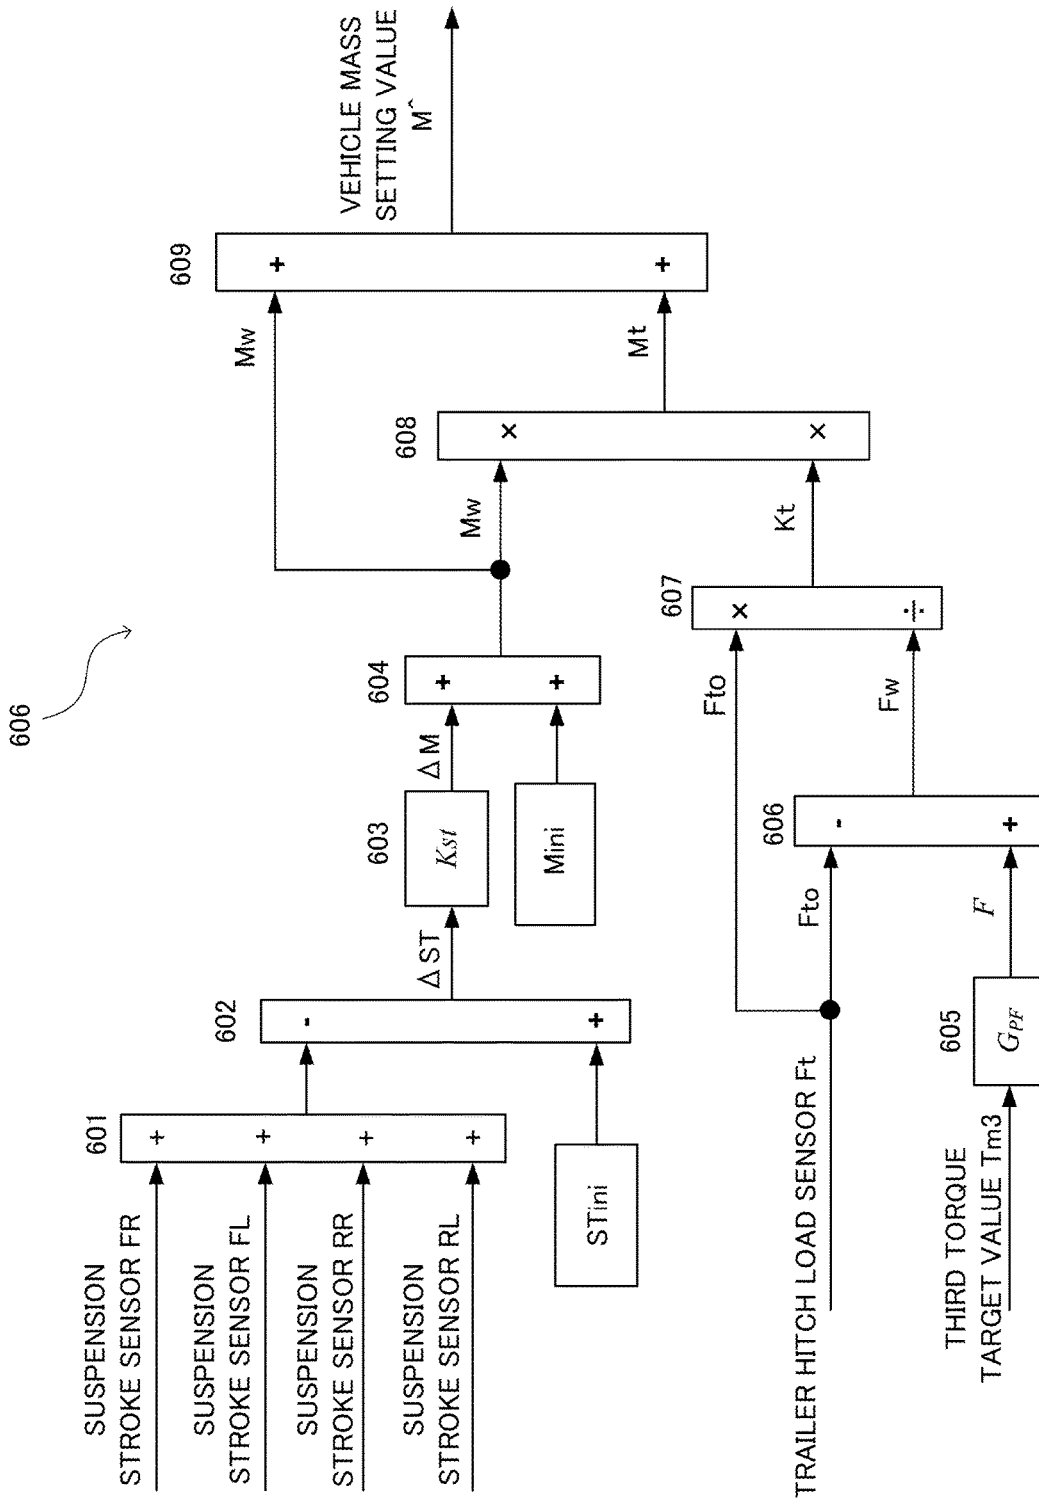 606
SUSPENSION
STROKE SENSOR FR
SUSPENSION
STROKE SENSOR FL
SUSPENSION
STROKE SENSOR RR
SUSPENSION
STROKE SENSOR RL
601
+
+
+
+
STini
602
-
+
ΔST
603
Kst
ΔM
Mini
604
+
+
Mw
Mw
TRAILER HITCH LOAD SENSOR Ft
THIRD TORQUE
TARGET VALUE Tm3
605
GPF
F
Fto
606
-
+
Fto
Fw
607
×
÷
Kt
608
×
×
Mt
609
+
+
VEHICLE MASS
SETTING VALUE
M^